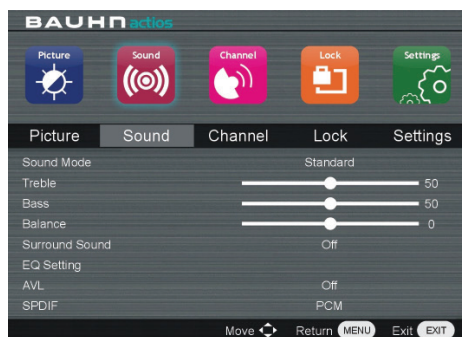 BAUHN actios
Picture Sound Channel Lock Settings
Picture Sound Channel Lock Settings
Sound Mode Standard
Treble 50
Bass 50
Balance 0
Surround Sound Off
EQ Setting
AVL Off
SPDIF PCM
Move Return MENU Exit EXIT